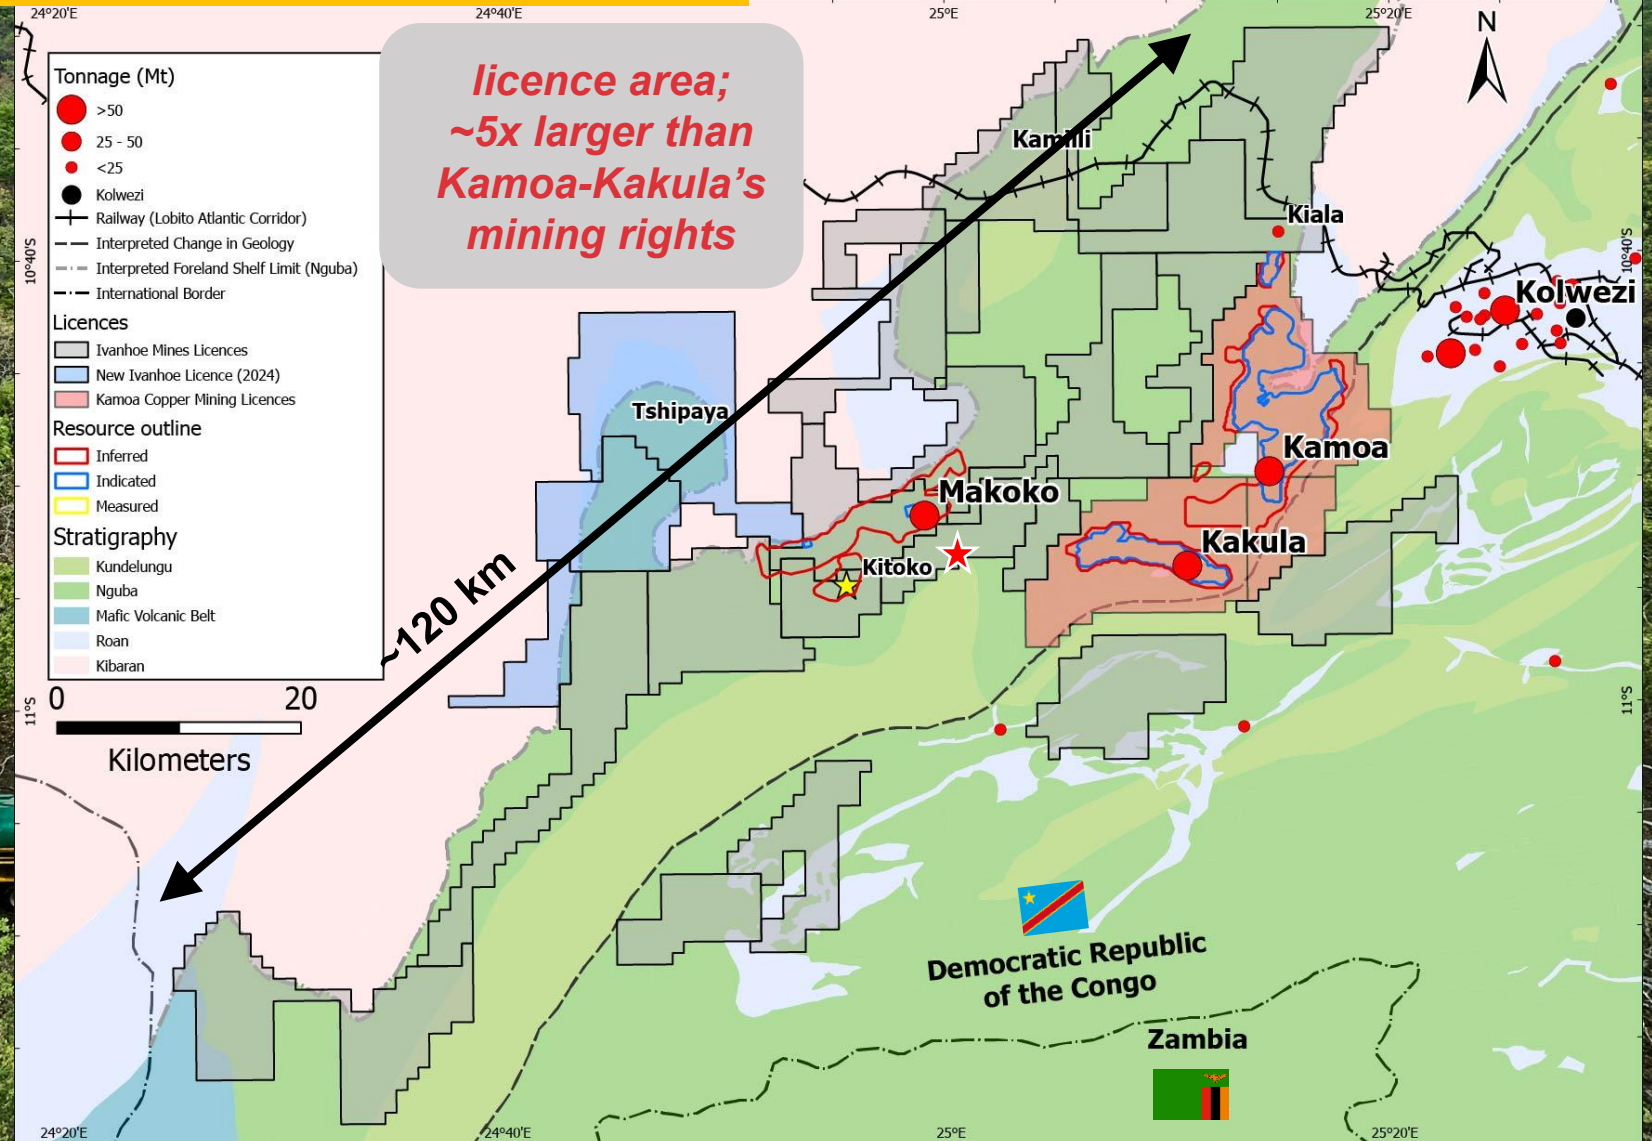 24°20'E
24°40'E
25°E
25°20'E
N
licence area;
~5x larger than
Kamoa-Kakula's
mining rights
Tonnage (Mt)
>50
25 - 50
<25
Kolwezi
Railway (Lobito Atlantic Corridor)
Interpreted Change in Geology
Interpreted Foreland Shelf Limit (Nguba)
International Border
Licences
Ivanhoe Mines Licences
New Ivanhoe Licence (2024)
Kamoa Copper Mining Licences
Resource outline
Inferred
Indicated
Measured
Stratigraphy
Kundelungu
Nguba
Mafic Volcanic Belt
Roan
Kibaran
0 20
Kilometers
10°40'S
11°S
Kamilli
Kiala
10°40'S
Kolwezi
Tshipaya
Kamoa
Makoko
Kakula
Kitoko
~120 km
11°S
Democratic Republic
of the Congo
Zambia
24°20'E
24°40'E
25°E
25°20'E